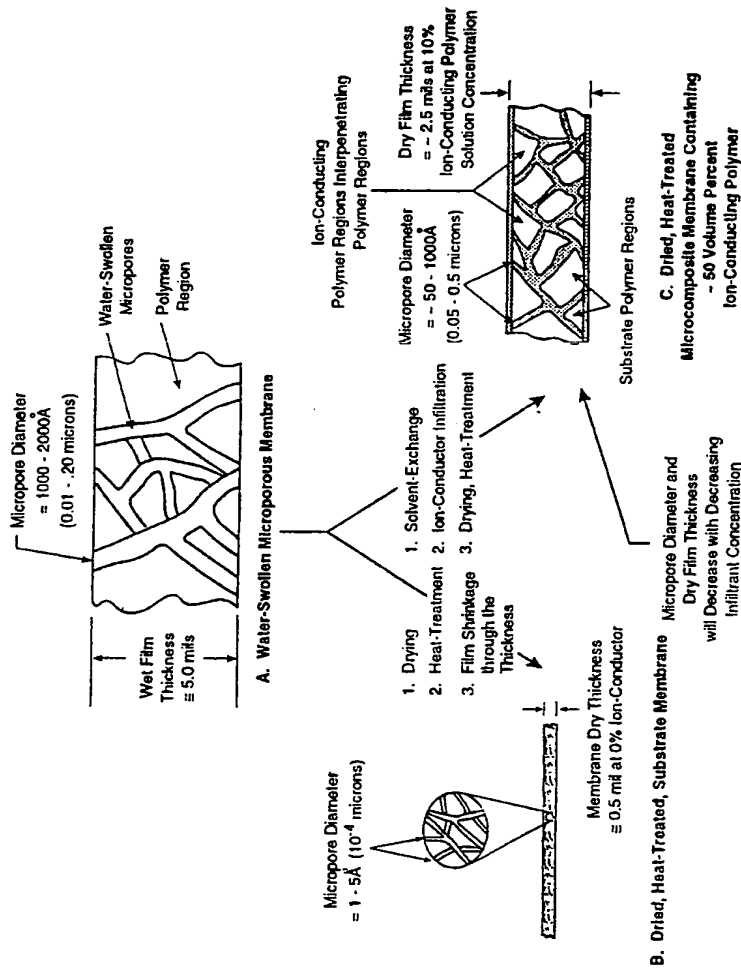 Micropore Diameter
= 1000 - 2000Å
(0.01 - .20 microns)
Water-Swollen
Micropores
Polymer
Region
Wet Film
Thickness
≅ 5.0 mils
A. Water-Swollen Microporous Membrane
1. Drying
2. Heat-Treatment
3. Film Shrinkage
through the
Thickness
1. Solvent-Exchange
2. Ion-Conductor Infiltration
3. Drying, Heat-Treatment
Micropore Diameter
= 1 - 5Å (10⁻⁴ microns)
Membrane Dry Thickness
≅ 0.5 mil at 0% Ion-Conductor
B. Dried, Heat-Treated, Substrate Membrane
Micropore Diameter and
Dry Film Thickness
will Decrease with Decreasing
Infiltrant Concentration
Ion-Conducting
Polymer Regions Interpenetrating
Polymer Regions
Micropore Diameter
= ~ 50 - 1000Å
(0.05 - 0.5 microns)
Dry Film Thickness
= ~ 2.5 mils at 10%
Ion-Conducting Polymer
Solution Concentration
Substrate Polymer Regions
C. Dried, Heat-Treated
Microcomposite Membrane Containing
~ 50 Volume Percent
Ion-Conducting Polymer